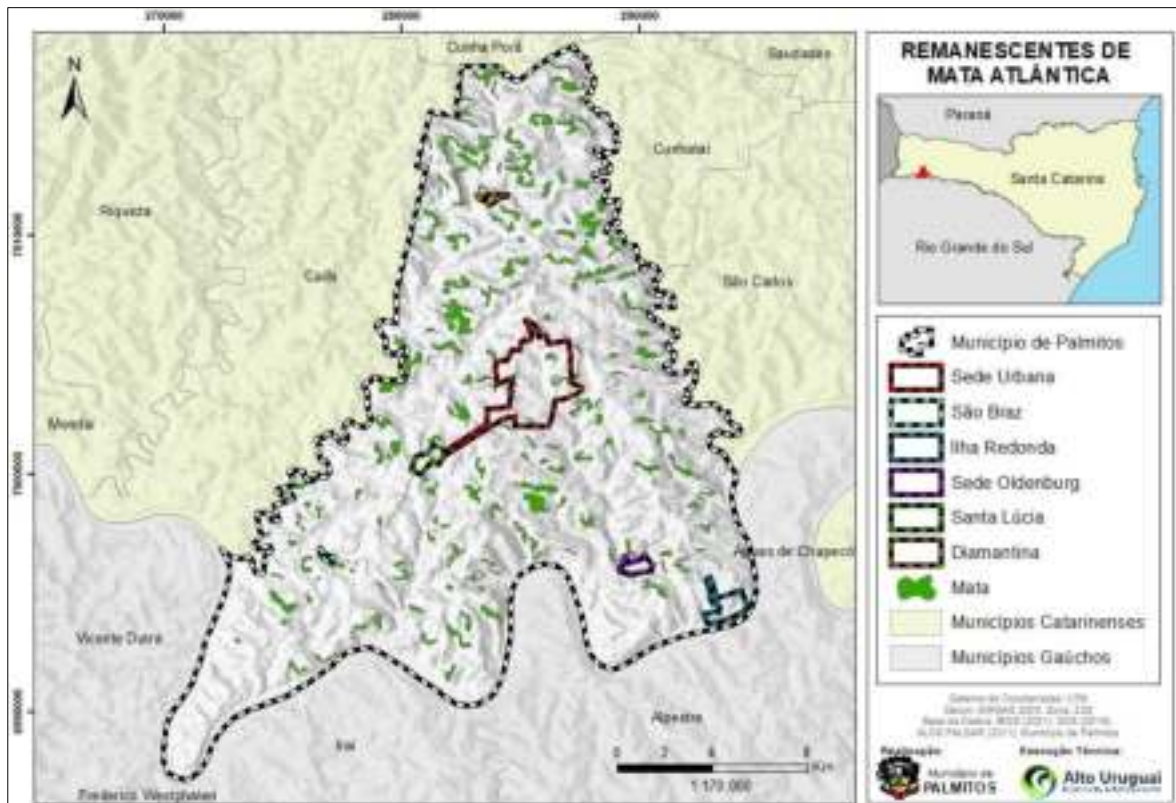 270000
280000
290000
N
Cunha Porã
Saudades
Cunhataí
Riqueza
Caibi
São Carlos
Mondaí
Águas de Chapecó
Vicente Dutra
Alpestre
Iraí
Frederico Westphalen
7010000
7000000
6990000
0 2 4 8
Km
1:170.000
REMANESCENTES DE
MATA ATLÂNTICA
Paraná
Santa Catarina
Rio Grande do Sul
Município de Palmitos
Sede Urbana
São Braz
Ilha Redonda
Sede Oldenburg
Santa Lúcia
Diamantina
Mata
Municípios Catarinenses
Municípios Gaúchos
Realização:
Município de
PALMITOS
Execução Técnica:
Alto Uruguai